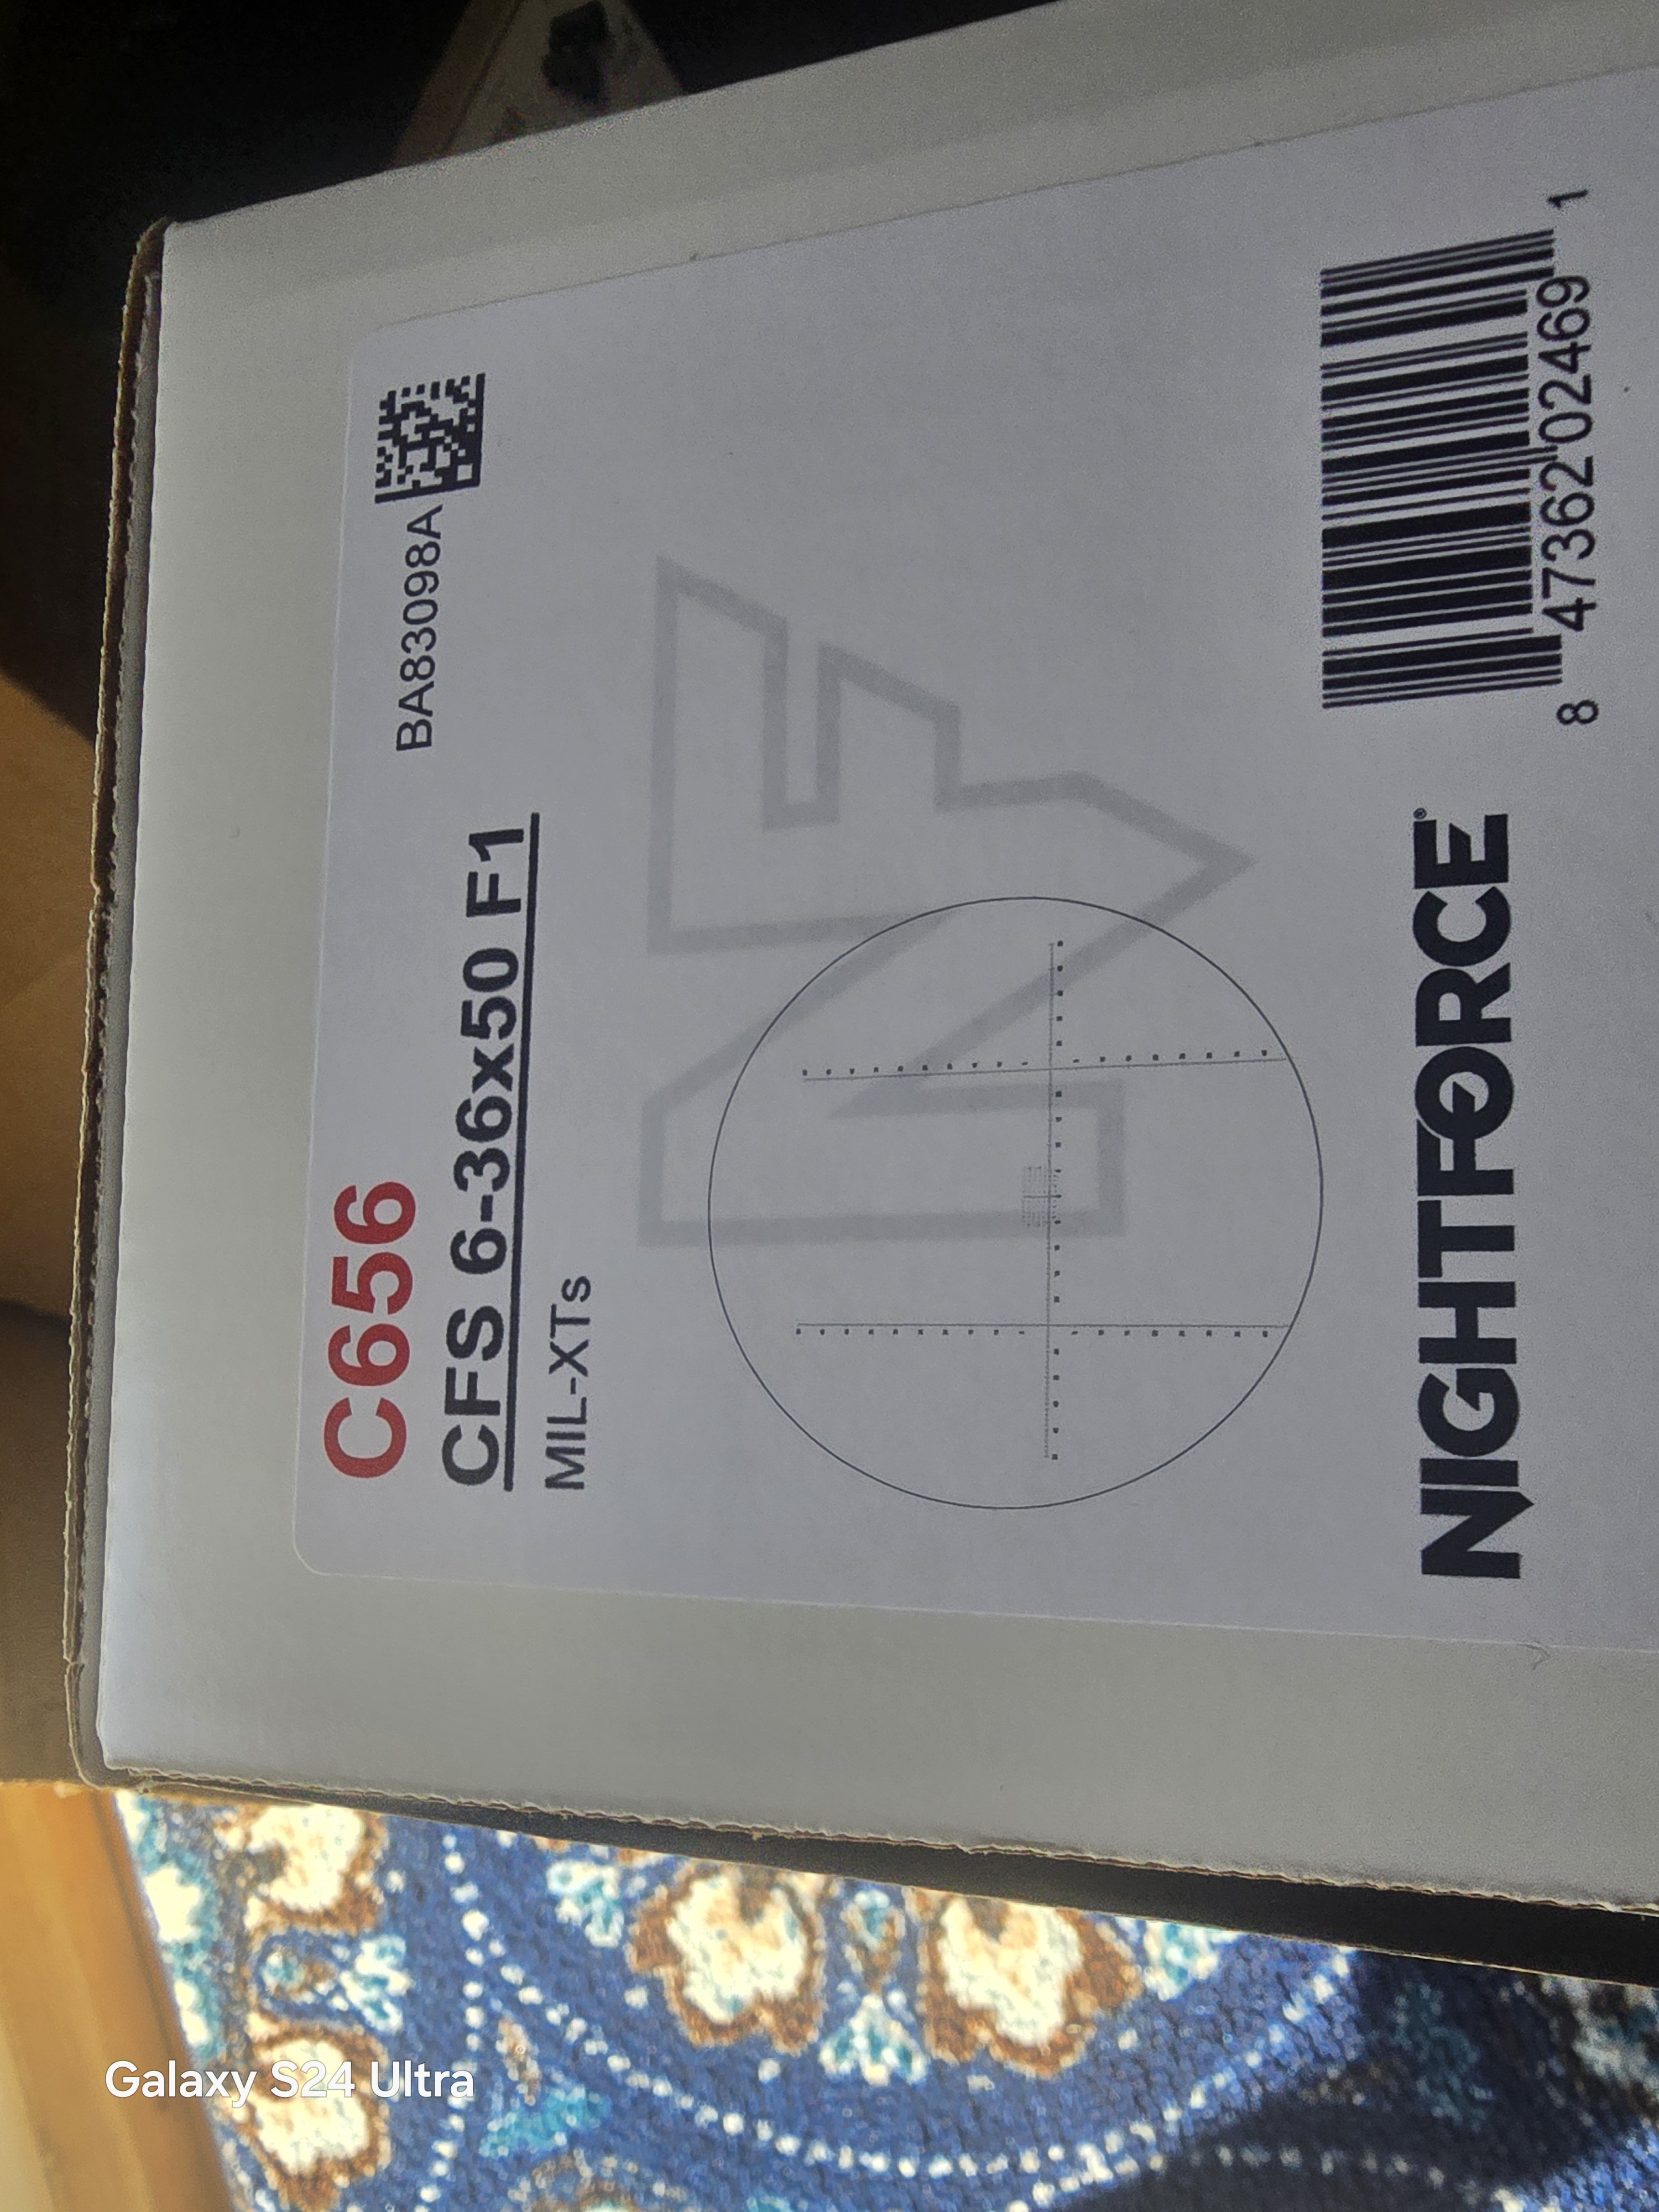 C656
BA83098A
CFS 6-36x50 F1
MIL-XTs
NIGHTFORCE®
8 47362 02469 1
Galaxy S24 Ultra